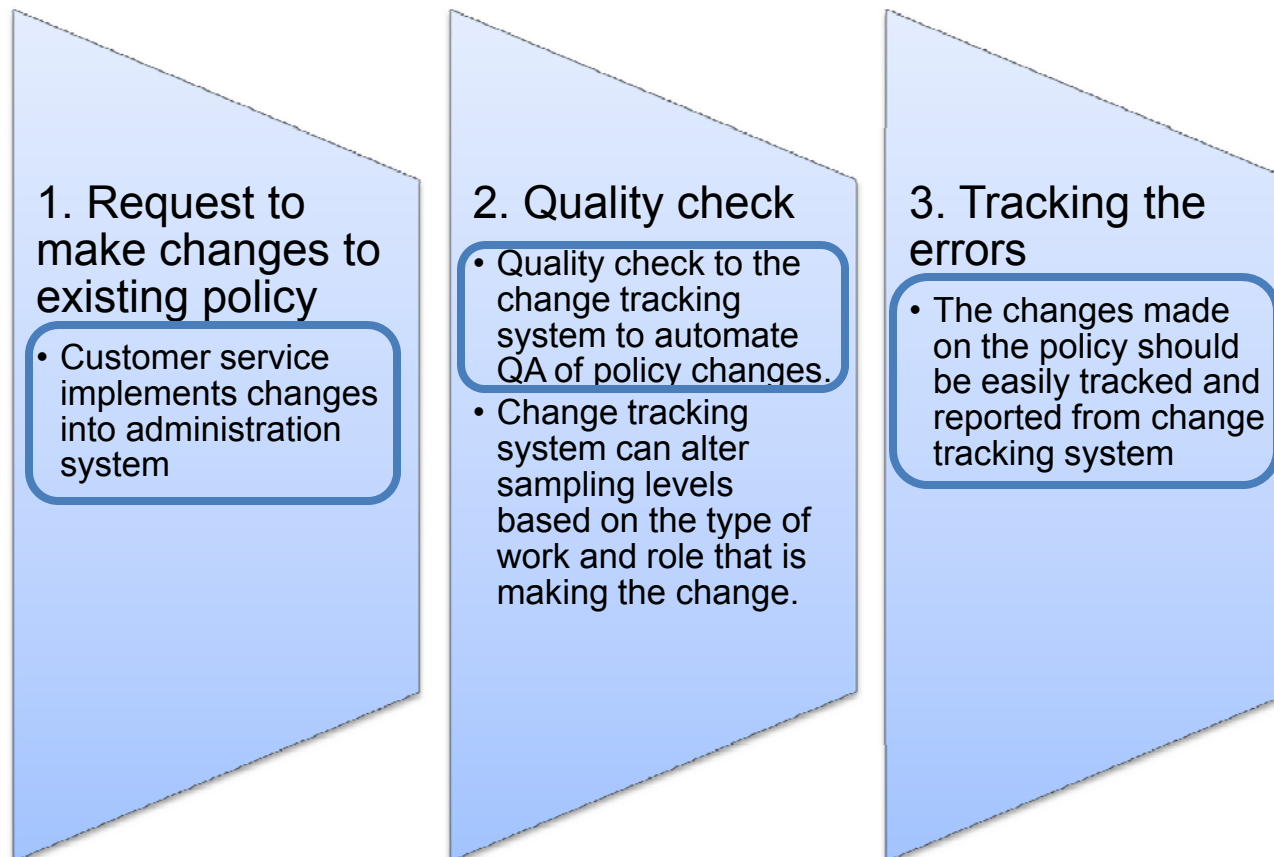 1. Request to
make changes to
existing policy
• Customer service
implements changes
into administration
system
2. Quality check
• Quality check to the
change tracking
system to automate
QA of policy changes.
• Change tracking
system can alter
sampling levels
based on the type of
work and role that is
making the change.
3. Tracking the
errors
• The changes made
on the policy should
be easily tracked and
reported from change
tracking system